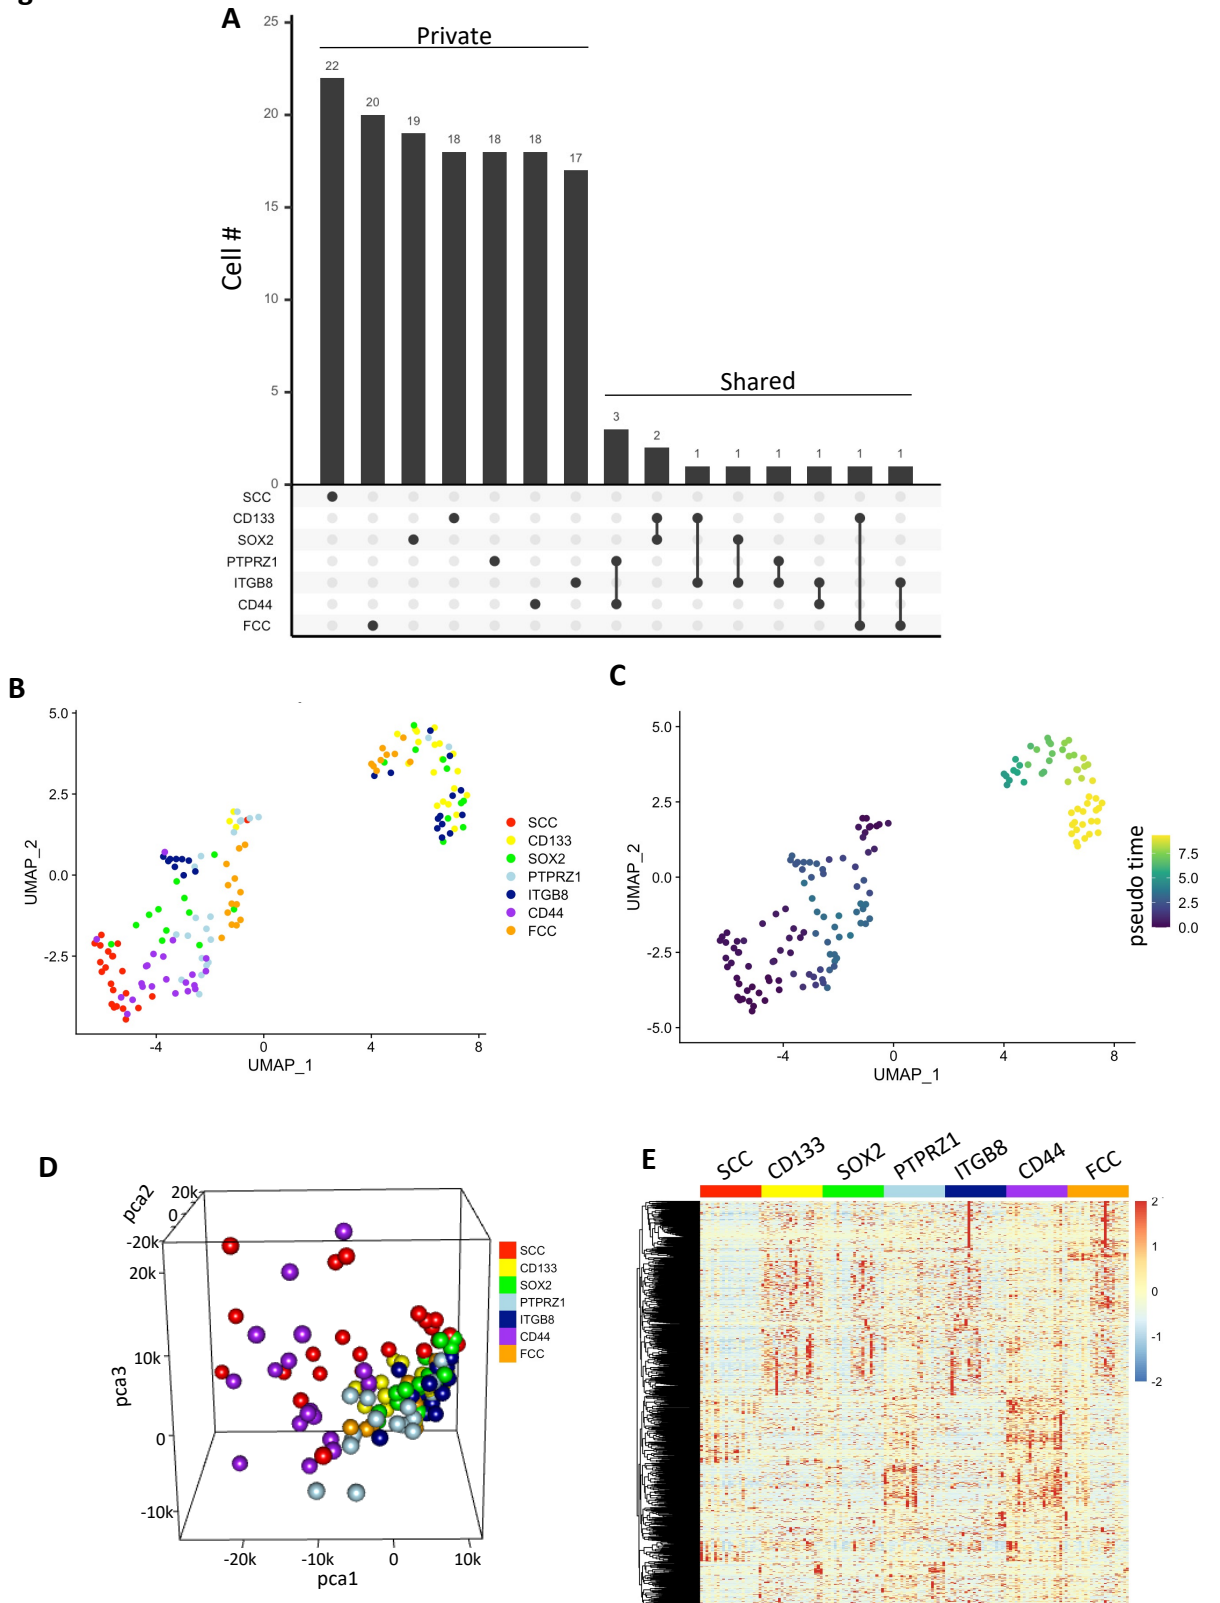 A
Private
Shared
Cell #
25
20
15
10
5
0
22
20
19
18
18
18
17
3
2
1
1
1
1
1
1
SCC
CD133
SOX2
PTPRZ1
ITGB8
CD44
FCC
B
UMAP_2
5.0
2.5
0.0
-2.5
-4
0
4
8
UMAP_1
SCC
CD133
SOX2
PTPRZ1
ITGB8
CD44
FCC
C
UMAP_2
5.0
2.5
0.0
-2.5
-5.0
-4
0
4
8
UMAP_1
pseudo time
7.5
5.0
2.5
0.0
D
pca2
20k
0
-20k
pca3
20k
10k
0
-10k
-20k
-10k
0
10k
pca1
SCC
CD133
SOX2
PTPRZ1
ITGB8
CD44
FCC
E
SCC
CD133
SOX2
PTPRZ1
ITGB8
CD44
FCC
2
1
0
-1
-2